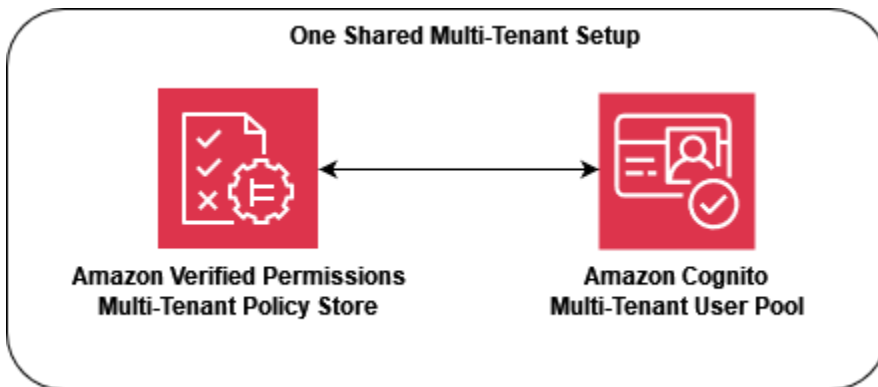 One Shared Multi-Tenant Setup
Amazon Verified Permissions
Multi-Tenant Policy Store
Amazon Cognito
Multi-Tenant User Pool